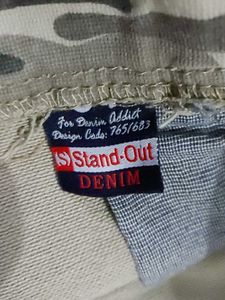 For Denim Addict
Design Code: 765/683
(S) Stand-Out
DENIM